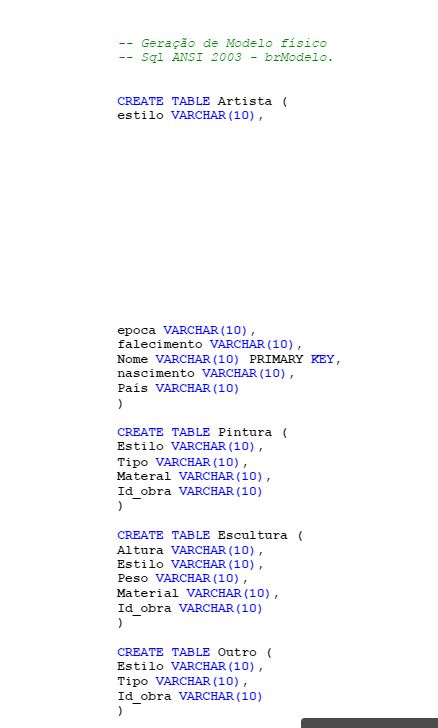 -- Geração de Modelo físico
-- Sql ANSI 2003 - brModelo.
CREATE TABLE Artista (
estilo VARCHAR(10),
epoca VARCHAR(10),
falecimento VARCHAR(10),
Nome VARCHAR(10) PRIMARY KEY,
nascimento VARCHAR(10),
País VARCHAR(10)
)
CREATE TABLE Pintura (
Estilo VARCHAR(10),
Tipo VARCHAR(10),
Materal VARCHAR(10),
Id_obra VARCHAR(10)
)
CREATE TABLE Escultura (
Altura VARCHAR(10),
Estilo VARCHAR(10),
Peso VARCHAR(10),
Material VARCHAR(10),
Id_obra VARCHAR(10)
)
CREATE TABLE Outro (
Estilo VARCHAR(10),
Tipo VARCHAR(10),
Id_obra VARCHAR(10)
)